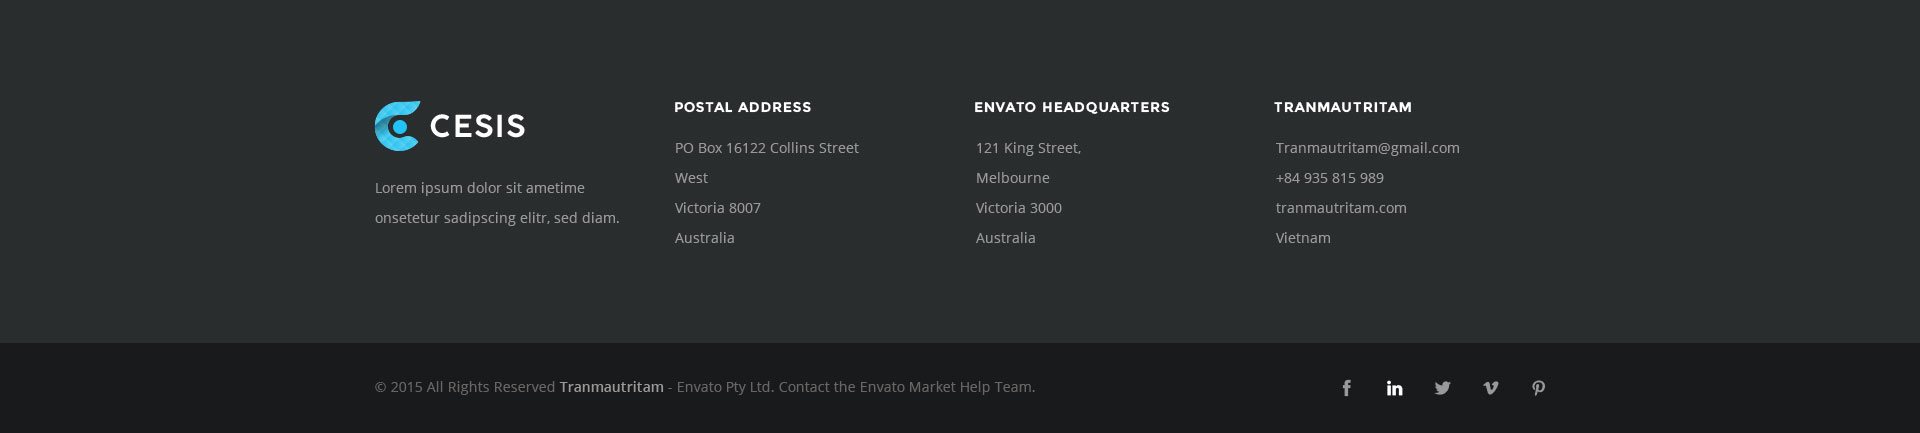 CESIS
Lorem ipsum dolor sit ametime
onsetetur sadipscing elitr, sed diam.
POSTAL ADDRESS
PO Box 16122 Collins Street
West
Victoria 8007
Australia
ENVATO HEADQUARTERS
121 King Street,
Melbourne
Victoria 3000
Australia
TRANMAUTRITAM
Tranmautritam@gmail.com
+84 935 815 989
tranmautritam.com
Vietnam
© 2015 All Rights Reserved Tranmautritam - Envato Pty Ltd. Contact the Envato Market Help Team.